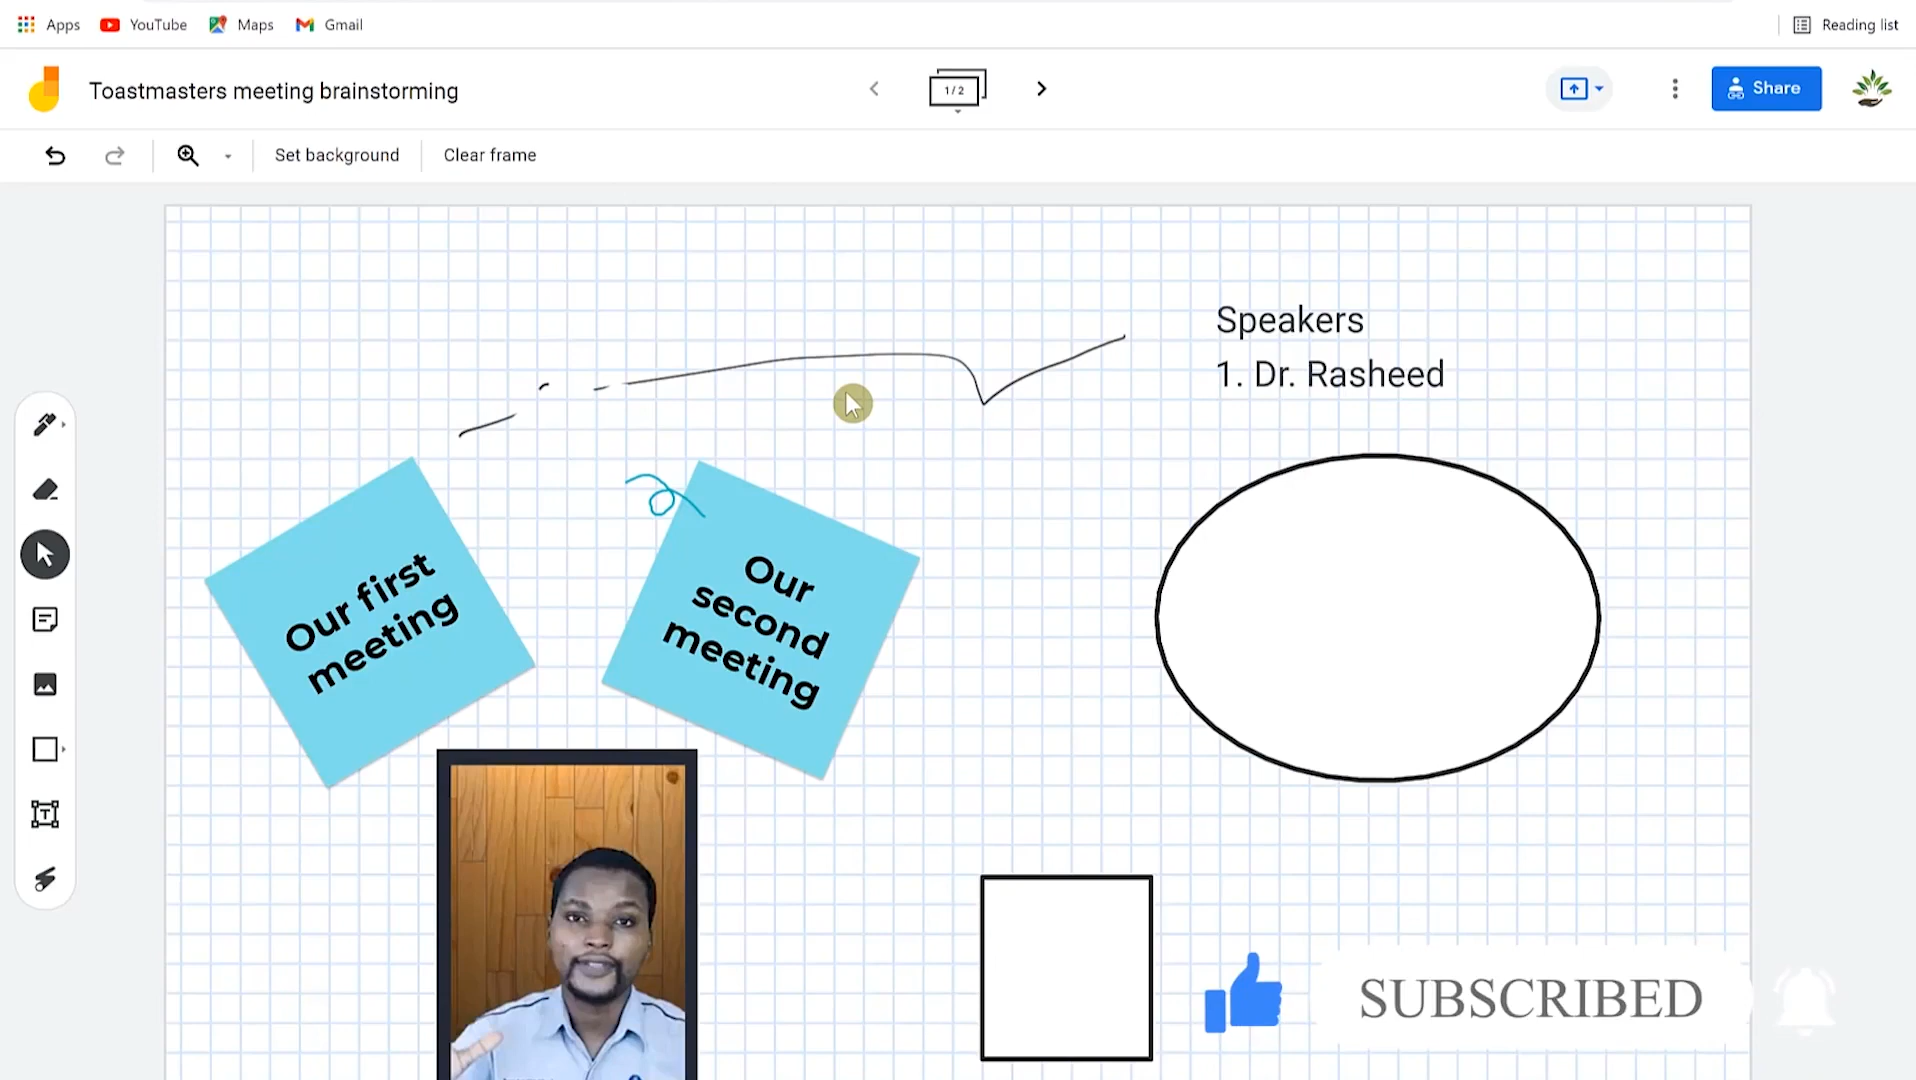 Apps YouTube Maps Gmail Reading list
Toastmasters meeting brainstorming 1/2 Share
Set background Clear frame
Speakers
1. Dr. Rasheed
Our first
meeting
Our
second
meeting
SUBSCRIBED